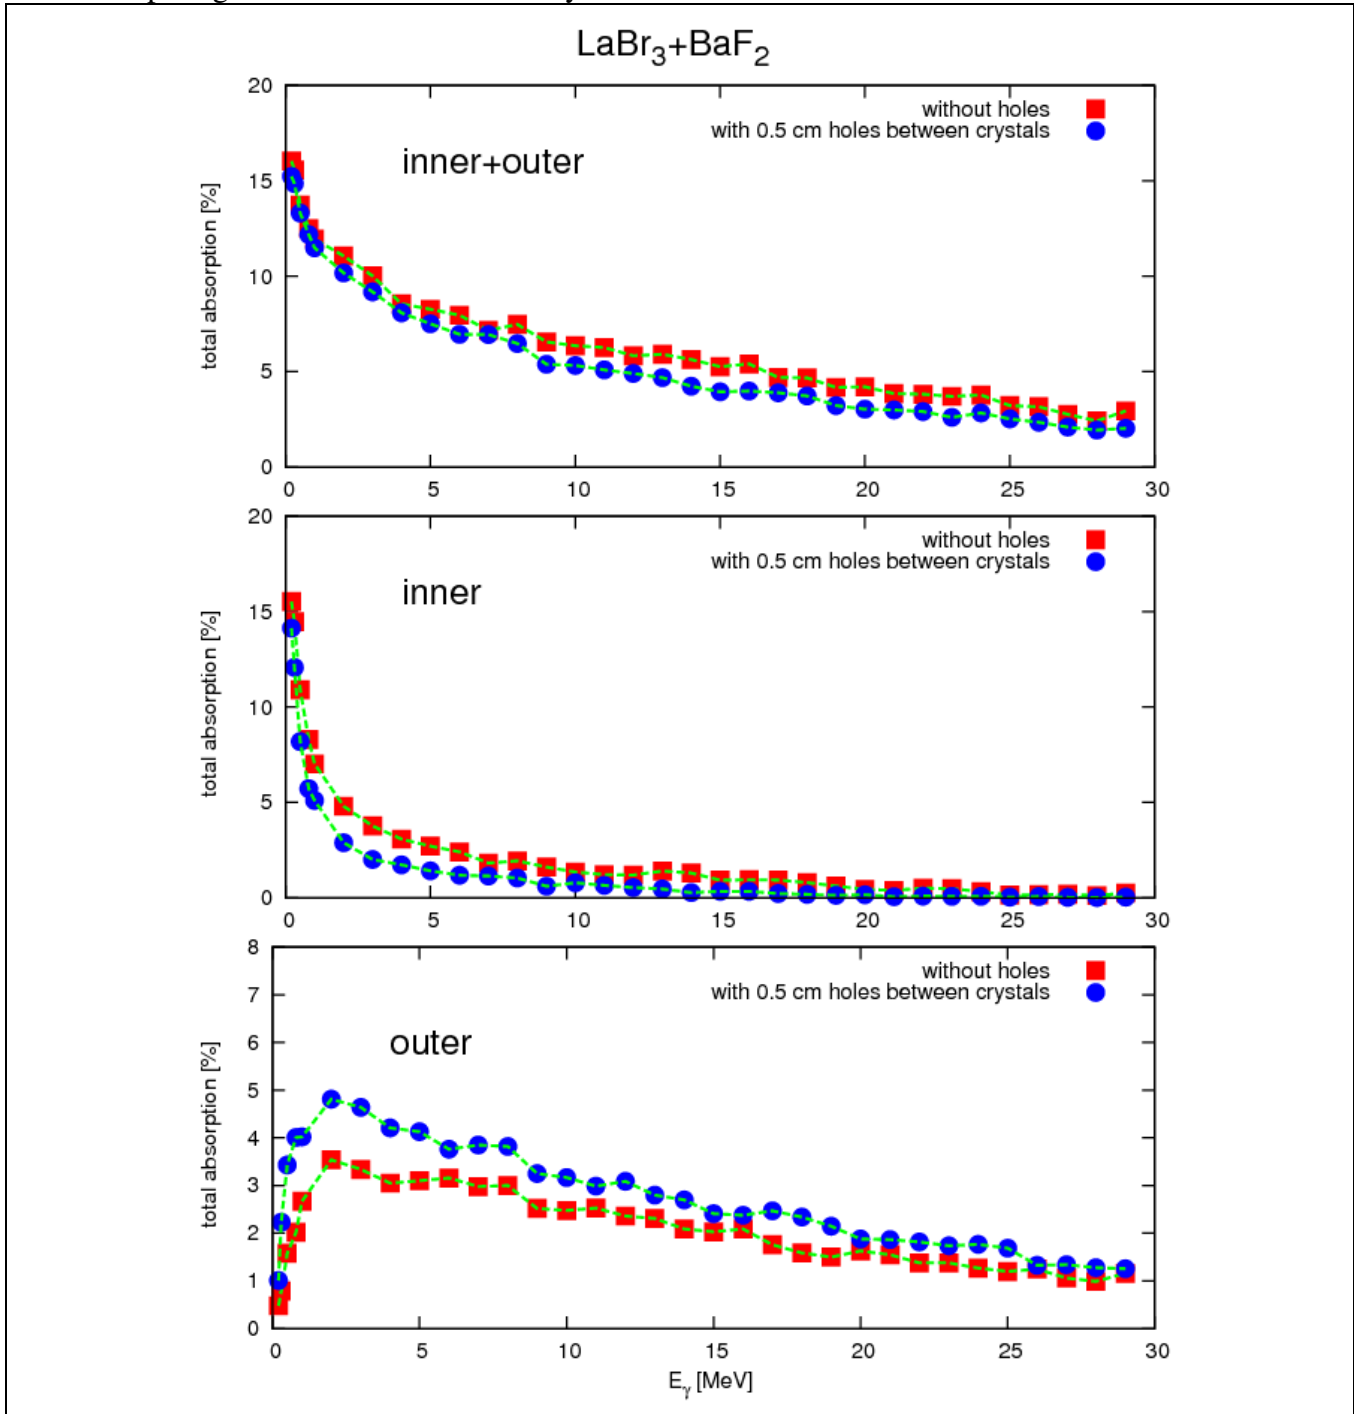 LaBr3+BaF2
20
without holes
with 0.5 cm holes between crystals
inner+outer
15
total absorption [%]
10
5
0
0 5 10 15 20 25 30
20
without holes
with 0.5 cm holes between crystals
inner
15
total absorption [%]
10
5
0
0 5 10 15 20 25 30
8
without holes
with 0.5 cm holes between crystals
7
6
outer
5
total absorption [%]
4
3
2
1
0
0 5 10 15 20 25 30
Eγ [MeV]